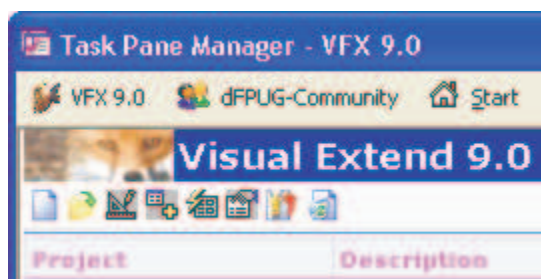 Task Pane Manager - VFX 9.0
VFX 9.0 dFPUG-Community Start
Visual Extend 9.0
Project Description